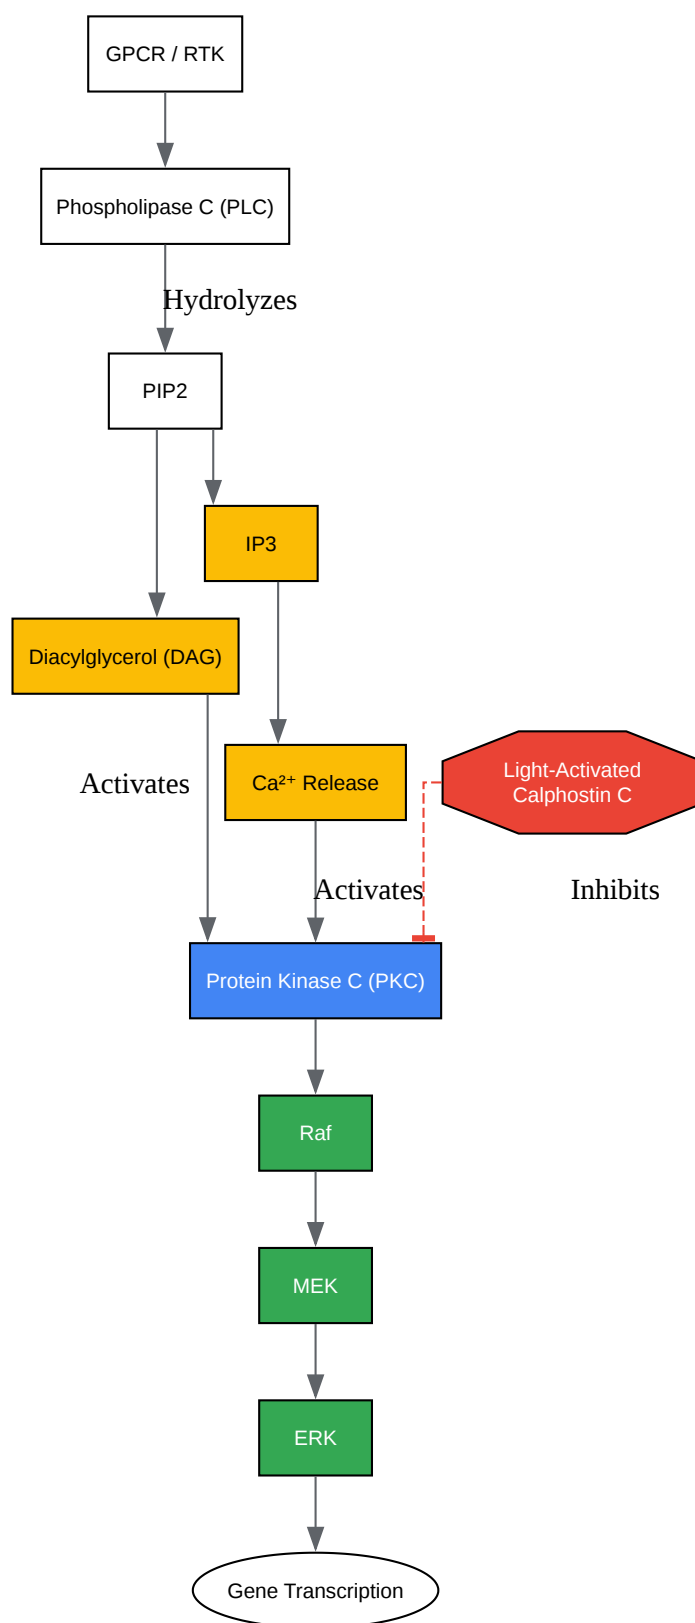 GPCR / RTK
Phospholipase C (PLC)
Hydrolyzes
PIP2
IP3
Diacylglycerol (DAG)
Activates
Ca²⁺ Release
Light-Activated
Calphostin C
Activates
Inhibits
Protein Kinase C (PKC)
Raf
MEK
ERK
Gene Transcription